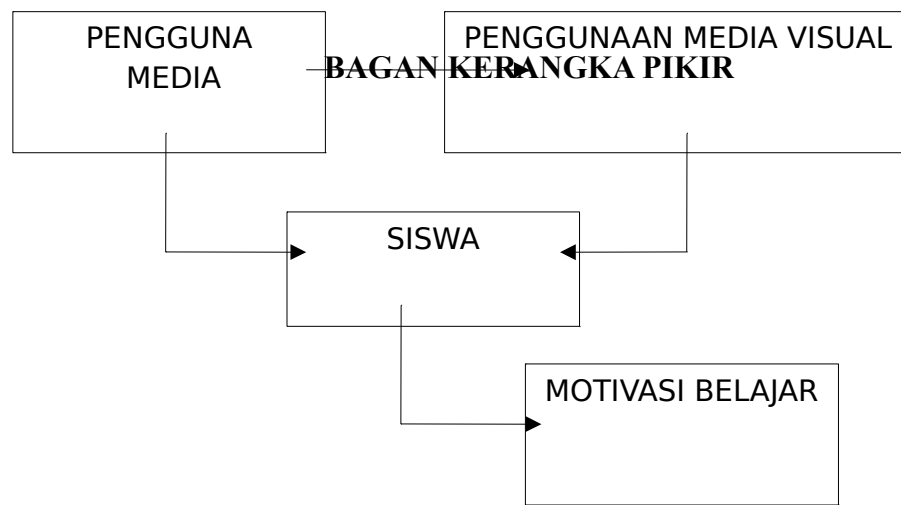 PENGGUNA
MEDIA
PENGGUNAAN MEDIA VISUAL
BAGAN KERANGKA PIKIR
SISWA
MOTIVASI BELAJAR